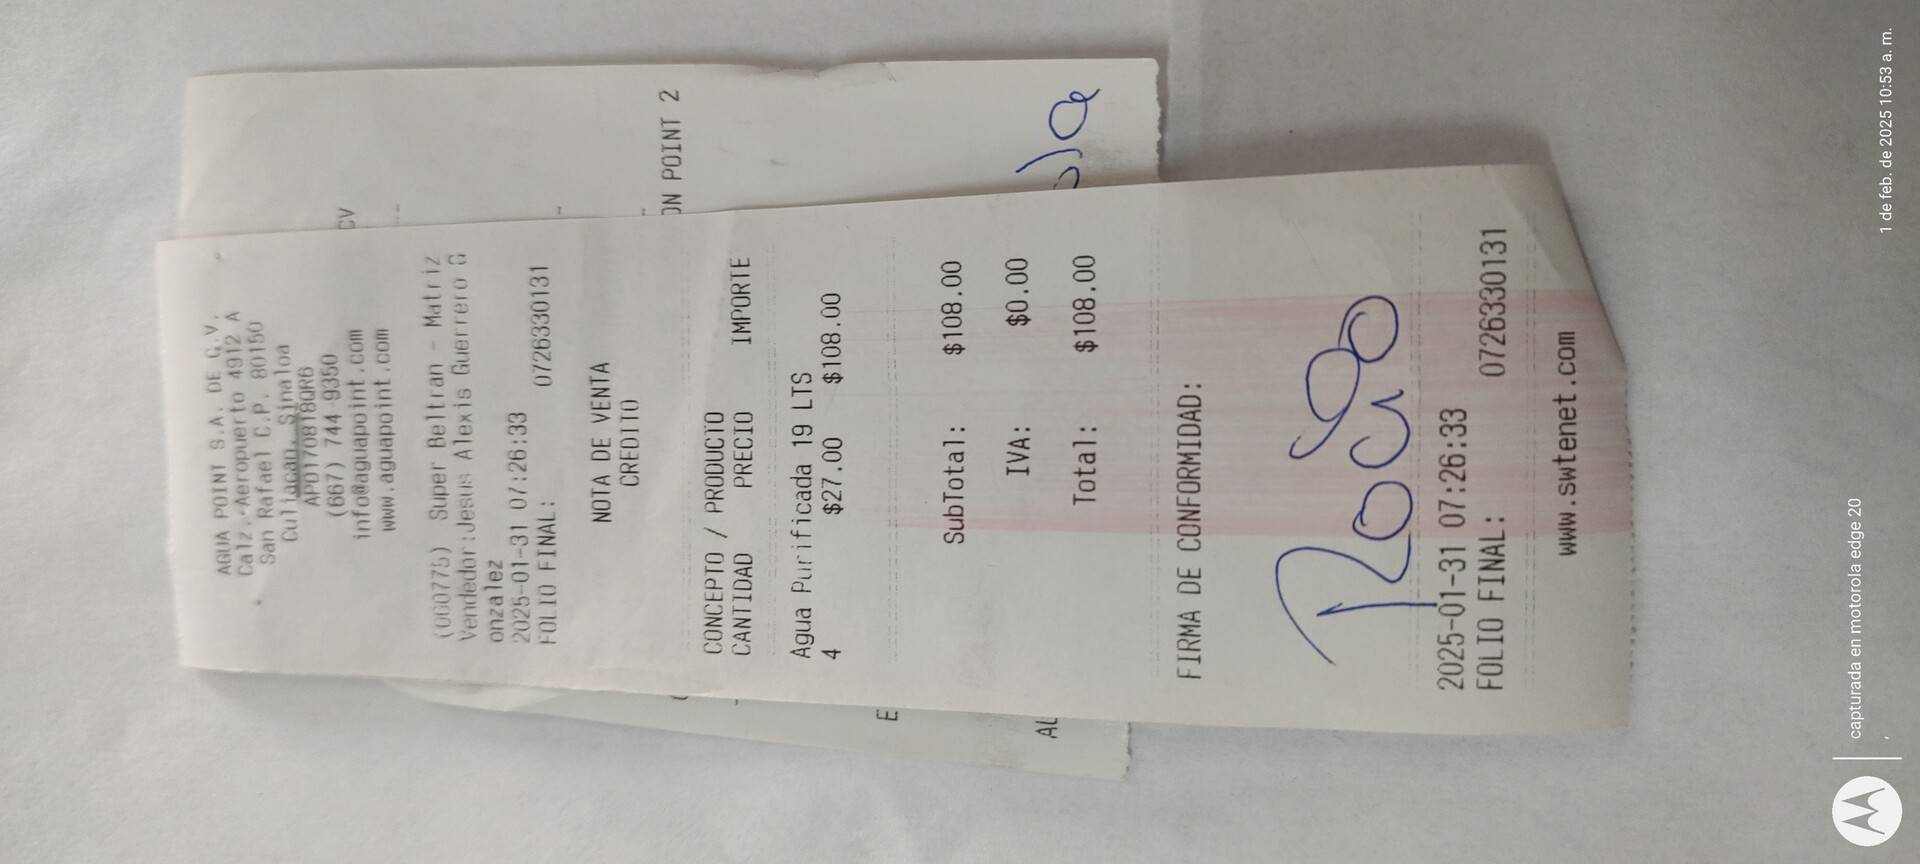 AGUA POINT S.A. DE C.V.
Calz. Aeropuerto 4912 A
San Rafael C.P. 80150
Culiacan, Sinaloa
APO170818QR6
(667) 744 9350
info@aguapoint.com
www.aguapoint.com
(000775) Super Beltran - Matriz
Vendedor:Jesus Alexis Guerrero G
onzalez
2025-01-31 07:26:33
FOLIO FINAL: 0726330131
NOTA DE VENTA
CREDITO
CONCEPTO / PRODUCTO
CANTIDAD PRECIO IMPORTE
Agua Purificada 19 LTS
4 $27.00 $108.00
SubTotal: $108.00
IVA: $0.00
Total: $108.00
FIRMA DE CONFORMIDAD:
Rocio
2025-01-31 07:26:33
FOLIO FINAL: 0726330131
www.swtenet.com
CV
ON POINT 2
E
AL
capturada en motorola edge 20
1 de feb. de 2025 10:53 a. m.